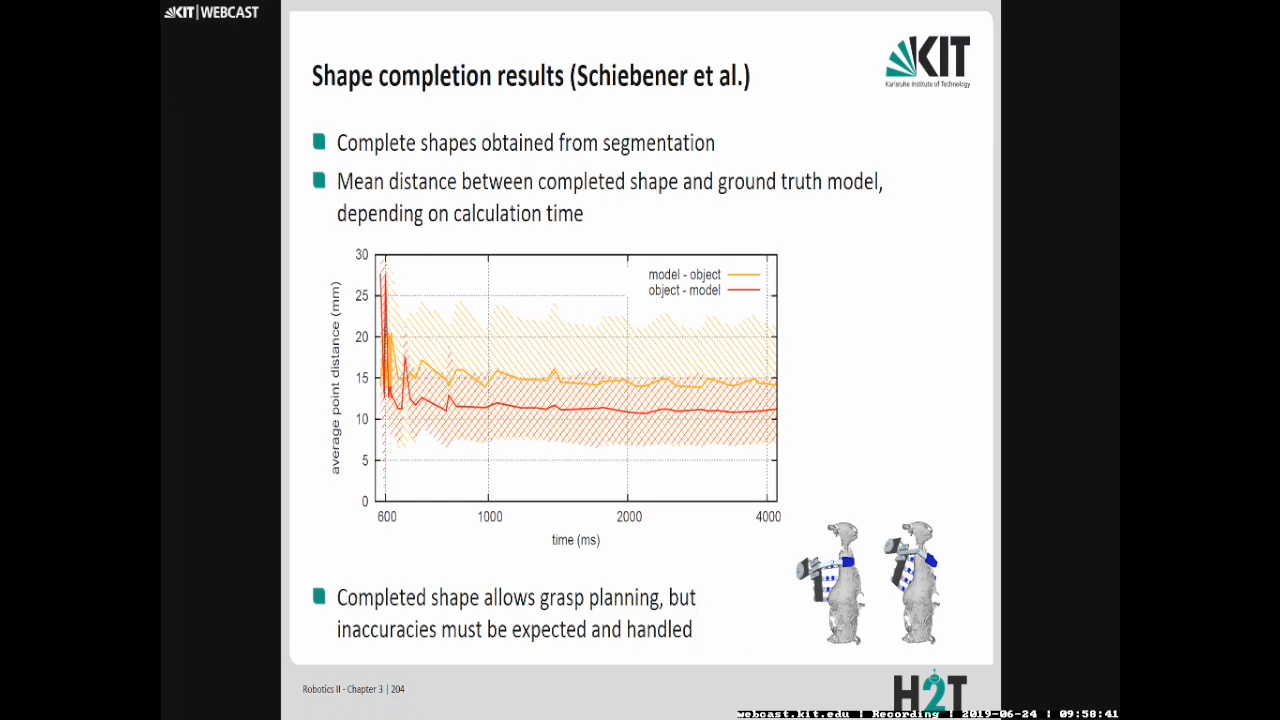 KIT | WEBCAST
KIT
Karlsruhe Institute of Technology
Shape completion results (Schiebener et al.)
Complete shapes obtained from segmentation
Mean distance between completed shape and ground truth model,
depending on calculation time
average point distance (mm)
30
25
20
15
10
5
0
model - object
object - model
600
1000
2000
4000
time (ms)
Completed shape allows grasp planning, but
inaccuracies must be expected and handled
Robotics II - Chapter 3 | 204
H2T
webcast.kit.edu | Recording | 2019-06-24 | 09:58:41